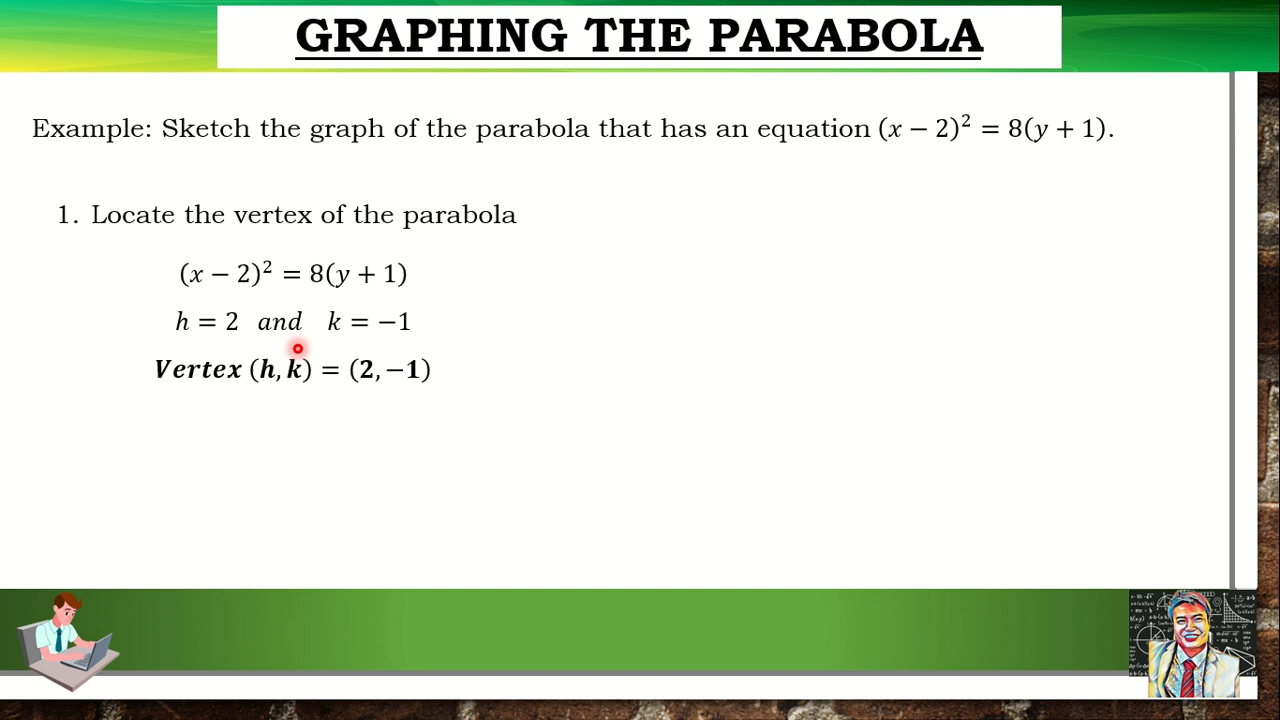 GRAPHING THE PARABOLA
Example: Sketch the graph of the parabola that has an equation (𝑥 − 2)² = 8(𝑦 + 1).
1. Locate the vertex of the parabola
(𝑥 − 2)² = 8(𝑦 + 1)
ℎ = 2 𝑎𝑛𝑑 𝑘 = −1
𝑽𝒆𝒓𝒕𝒆𝒙 (𝒉, 𝒌) = (𝟐, −𝟏)